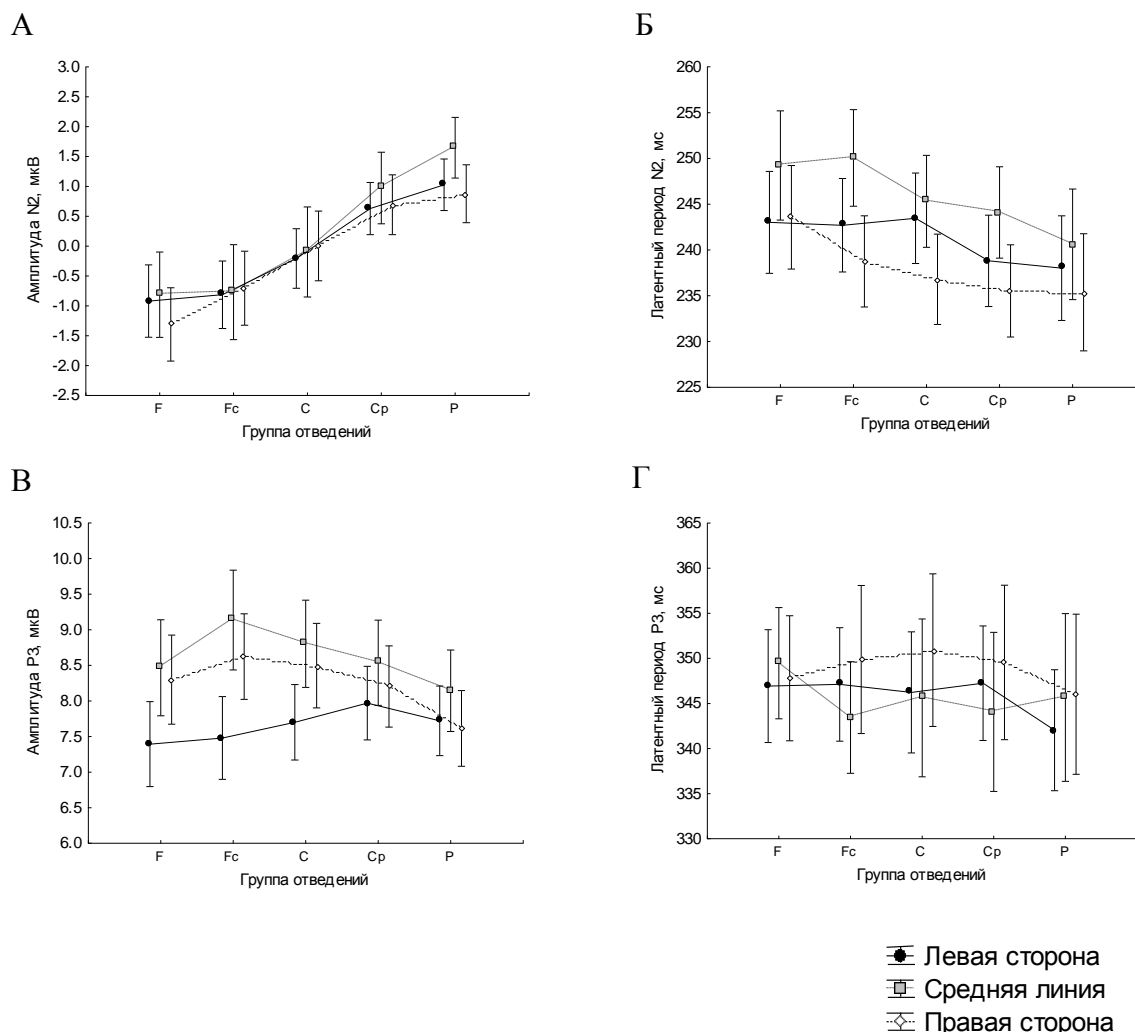 А
Амплитуда N2, мкВ
3.0
2.5
2.0
1.5
1.0
0.5
0.0
-0.5
-1.0
-1.5
-2.0
-2.5
F Fc C Cp P
Группа отведений
Б
Латентный период N2, мс
260
255
250
245
240
235
230
225
F Fc C Cp P
Группа отведений
В
Амплитуда P3, мкВ
10.5
10.0
9.5
9.0
8.5
8.0
7.5
7.0
6.5
6.0
F Fc C Cp P
Группа отведений
Г
Латентный период P3, мс
365
360
355
350
345
340
335
330
F Fc C Cp P
Группа отведений
Левая сторона
Средняя линия
Правая сторона